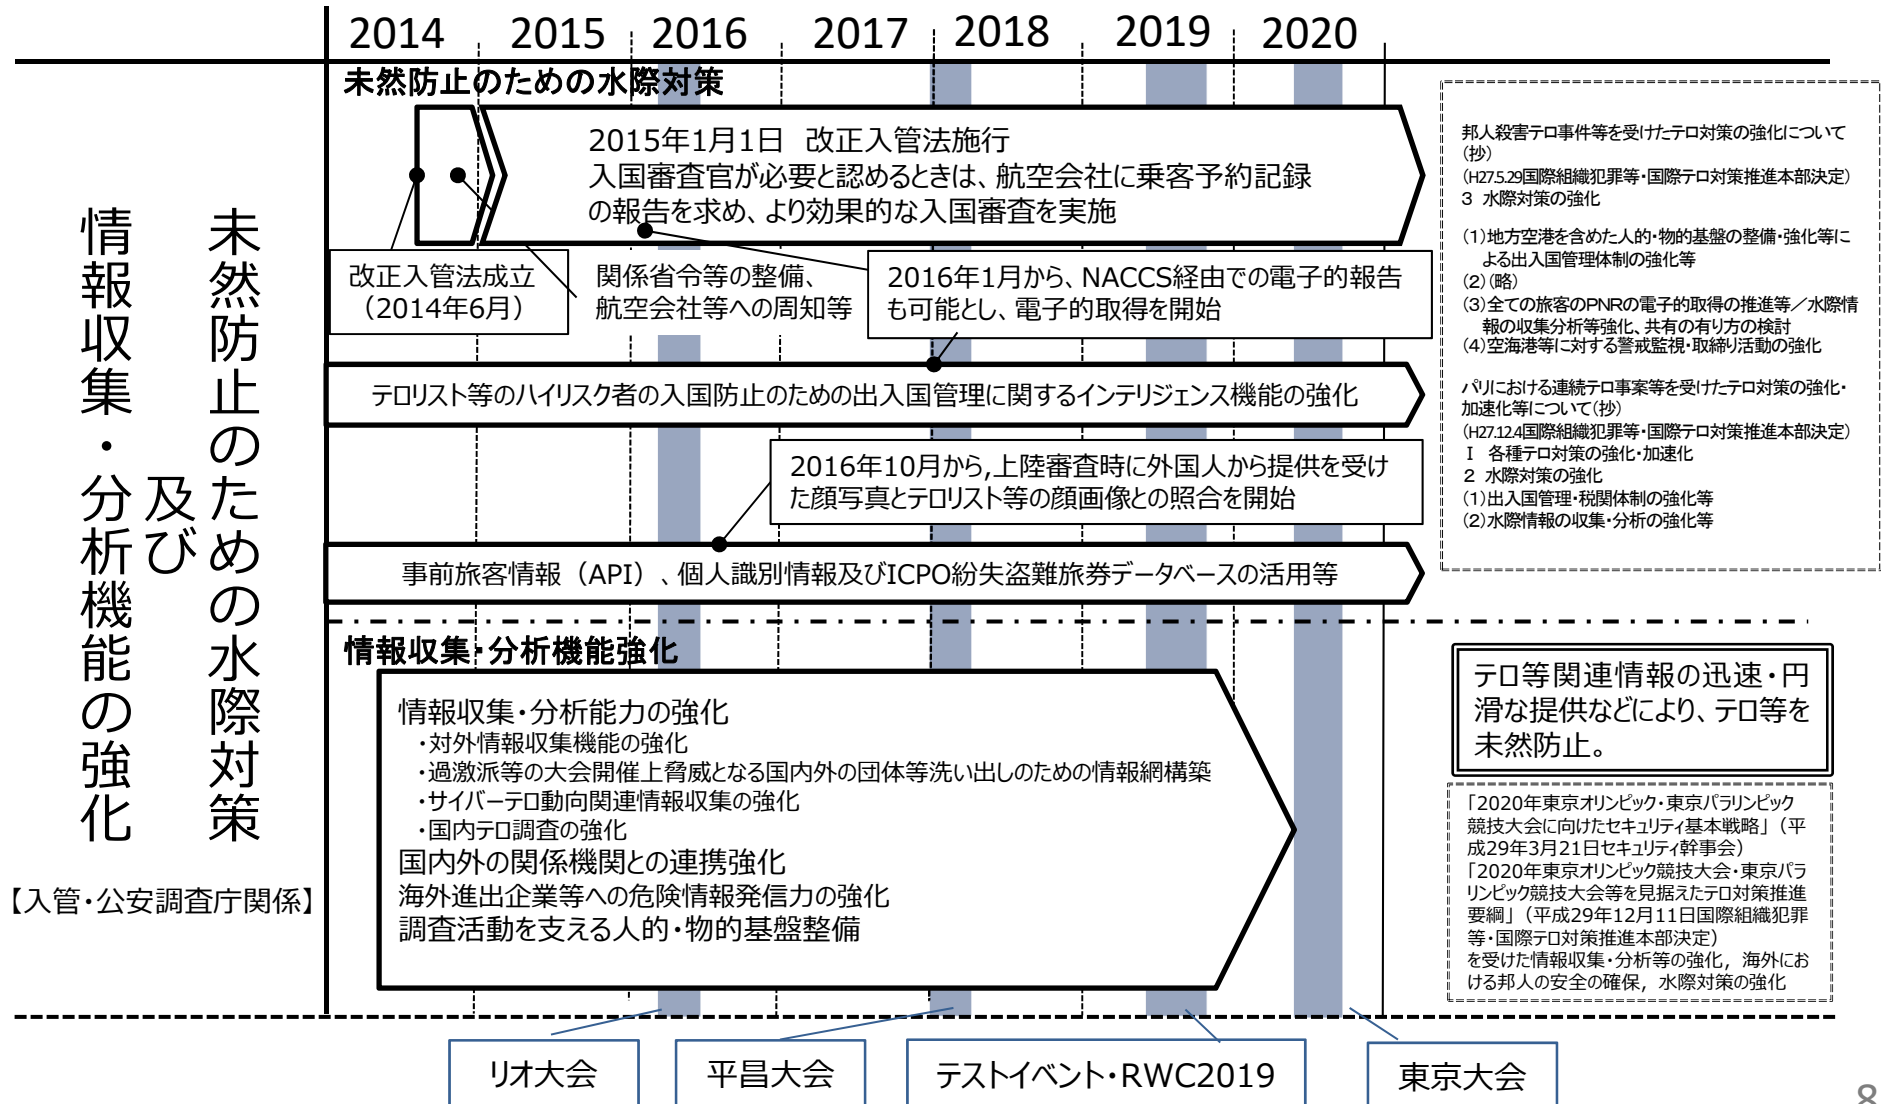 2014 2015 2016 2017 2018 2019 2020
未然防止のための水際対策
及び
情報収集・分析機能の強化
【入管・公安調査庁関係】
未然防止のための水際対策
2015年1月1日　改正入管法施行
入国審査官が必要と認めるときは、航空会社に乗客予約記録
の報告を求め、より効果的な入国審査を実施
改正入管法成立
（2014年6月）
関係省令等の整備、
航空会社等への周知等
2016年1月から、NACCS経由での電子的報告
も可能とし、電子的取得を開始
テロリスト等のハイリスク者の入国防止のための出入国管理に関するインテリジェンス機能の強化
2016年10月から,上陸審査時に外国人から提供を受け
た顔写真とテロリスト等の顔画像との照合を開始
事前旅客情報（API）、個人識別情報及びICPO紛失盗難旅券データベースの活用等
邦人殺害テロ事件等を受けたテロ対策の強化について
（抄）
（H27.5.29国際組織犯罪等・国際テロ対策推進本部決定）
３　水際対策の強化
（１）地方空港を含めた人的・物的基盤の整備・強化等に
よる出入国管理体制の強化等
（２）（略）
（３）全ての旅客のPNRの電子的取得の推進等／水際情
報の収集分析等強化、共有の有り方の検討
（４）空海港等に対する警戒監視・取締り活動の強化
パリにおける連続テロ事案等を受けたテロ対策の強化・
加速化等について（抄）
（H27.12.4国際組織犯罪等・国際テロ対策推進本部決定）
Ⅰ　各種テロ対策の強化・加速化
２　水際対策の強化
（１）出入国管理・税関体制の強化等
（２）水際情報の収集・分析の強化等
情報収集・分析機能強化
情報収集・分析能力の強化
・対外情報収集機能の強化
・過激派等の大会開催上脅威となる国内外の団体等洗い出しのための情報網構築
・サイバーテロ動向関連情報収集の強化
・国内テロ調査の強化
国内外の関係機関との連携強化
海外進出企業等への危険情報発信力の強化
調査活動を支える人的・物的基盤整備
テロ等関連情報の迅速・円
滑な提供などにより、テロ等を
未然防止。
「2020年東京オリンピック・東京パラリンピック
競技大会に向けたセキュリティ基本戦略」（平
成29年3月21日セキュリティ幹事会）
「2020年東京オリンピック競技大会・東京パラ
リンピック競技大会等を見据えたテロ対策推進
要綱」（平成29年12月11日国際組織犯罪
等・国際テロ対策推進本部決定）
を受けた情報収集・分析等の強化，海外にお
ける邦人の安全の確保，水際対策の強化
リオ大会
平昌大会
テストイベント・RWC2019
東京大会
8